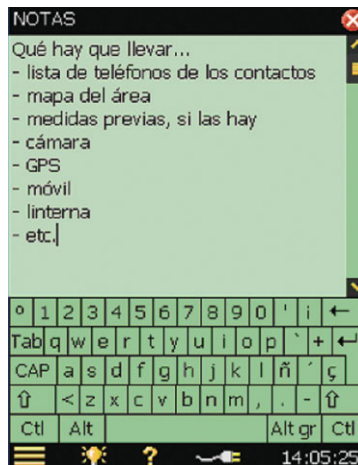 NOTAS
Qué hay que llevar...
- lista de teléfonos de los contactos
- mapa del área
- medidas previas, si las hay
- cámara
- GPS
- móvil
- linterna
- etc.
º 1 2 3 4 5 6 7 8 9 0 ' ¡ ←
Tab q w e r t y u i o p ` + ↵
CAP a s d f g h j k l ñ ´ ç
⇧ < z x c v b n m , . - ⇧
Ctl Alt Alt gr Ctl
? 14:05:25